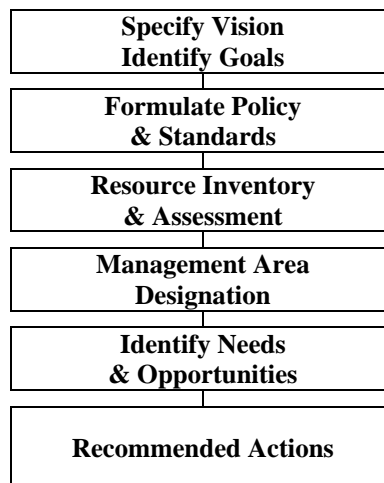 Specify Vision
Identify Goals
Formulate Policy
& Standards
Resource Inventory
& Assessment
Management Area
Designation
Identify Needs
& Opportunities
Recommended Actions